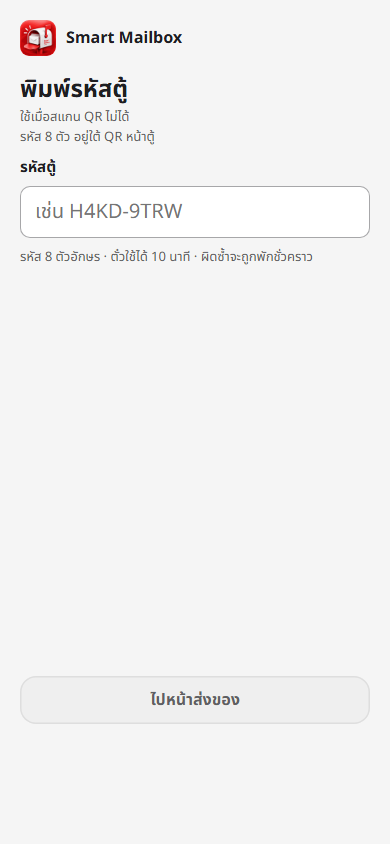 Smart Mailbox
พิมพ์รหัสตู้
ใช้เมื่อสแกน QR ไม่ได้
รหัส 8 ตัว อยู่ใต้ QR หน้าตู้
รหัสตู้
เช่น H4KD-9TRW
รหัส 8 ตัวอักษร · ตั๋วใช้ได้ 10 นาที · ผิดซ้ำจะถูกพักชั่วคราว
ไปหน้าส่งของ